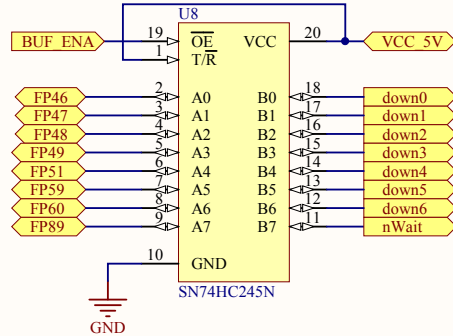 U8
BUF_ENA 19 OE VCC 20 VCC_5V
1 T/R
FP46 2 A0 B0 18 down0
FP47 3 A1 B1 17 down1
FP48 4 A2 B2 16 down2
FP49 5 A3 B3 15 down3
FP51 6 A4 B4 14 down4
FP59 7 A5 B5 13 down5
FP60 8 A6 B6 12 down6
FP89 9 A7 B7 11 nWait
10 GND
SN74HC245N
GND